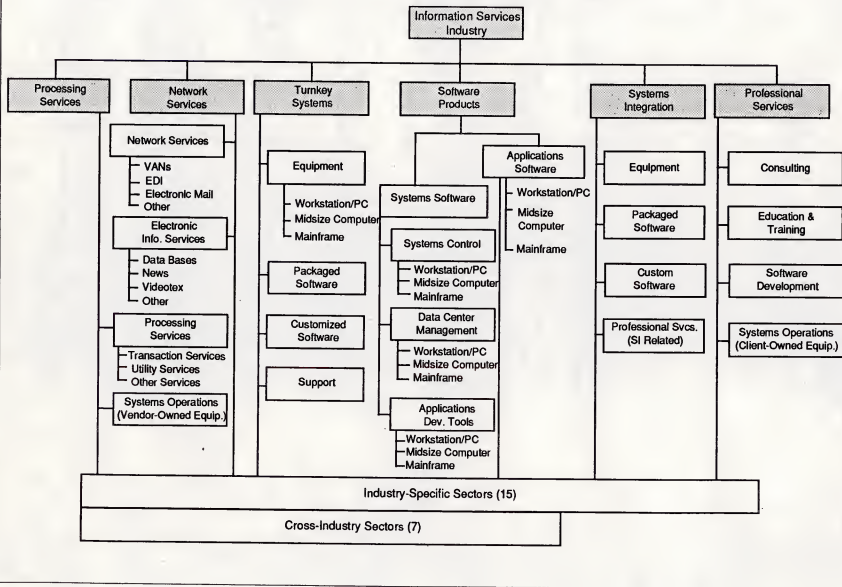 Information Services
Industry
Processing
Services
Network
Services
Turnkey
Systems
Software
Products
Systems
Integration
Professional
Services
Network Services
VANs
EDI
Electronic Mail
Other
Electronic
Info. Services
Data Bases
News
Videotex
Other
Processing
Services
Transaction Services
Utility Services
Other Services
Systems Operations
(Vendor-Owned Equip.)
Equipment
Workstation/PC
Midsize Computer
Mainframe
Packaged
Software
Customized
Software
Support
Systems Software
Systems Control
Workstation/PC
Midsize Computer
Mainframe
Data Center
Management
Workstation/PC
Midsize Computer
Mainframe
Applications
Dev. Tools
Workstation/PC
Midsize Computer
Mainframe
Applications
Software
Workstation/PC
Midsize
Computer
Mainframe
Equipment
Packaged
Software
Custom
Software
Professional Svcs.
(SI Related)
Consulting
Education &
Training
Software
Development
Systems Operations
(Client-Owned Equip.)
Industry-Specific Sectors (15)
Cross-Industry Sectors (7)